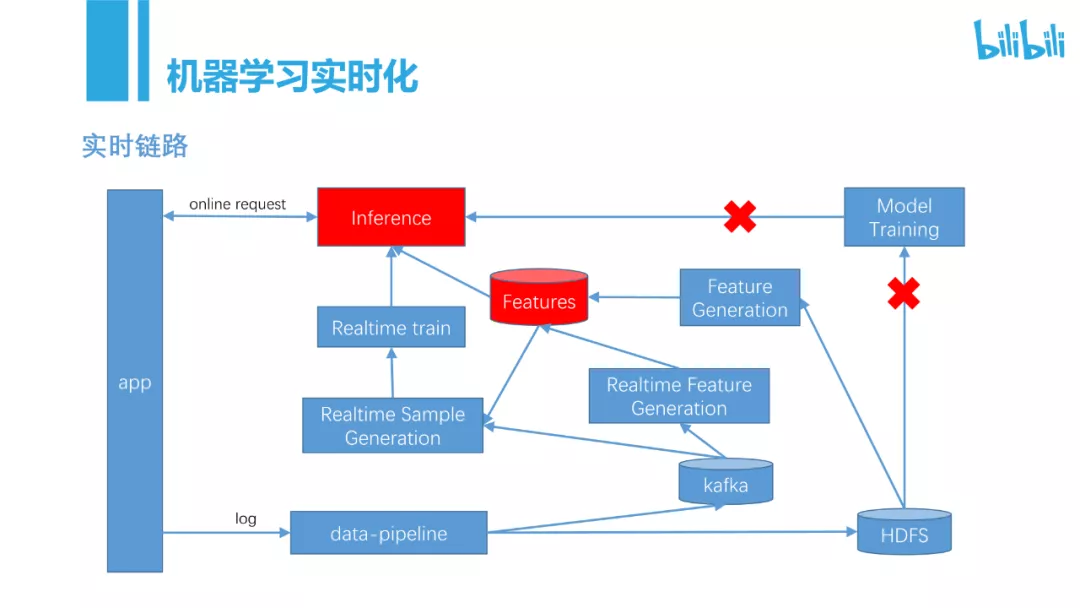 机器学习实时化
bilibili
实时链路
online request
Inference
Model
Training
Features
Feature
Generation
Realtime train
app
Realtime Feature
Generation
Realtime Sample
Generation
kafka
log
data-pipeline
HDFS